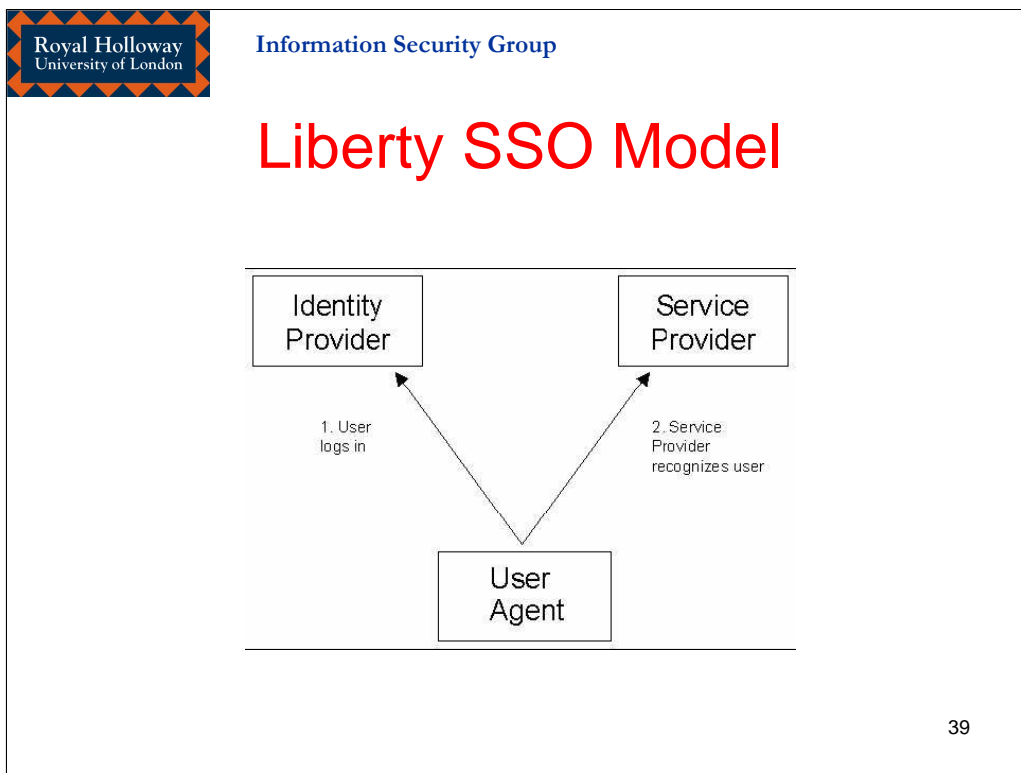 Royal Holloway
University of London
Information Security Group
Liberty SSO Model
Identity
Provider
Service
Provider
1. User
logs in
2. Service
Provider
recognizes user
User
Agent
39